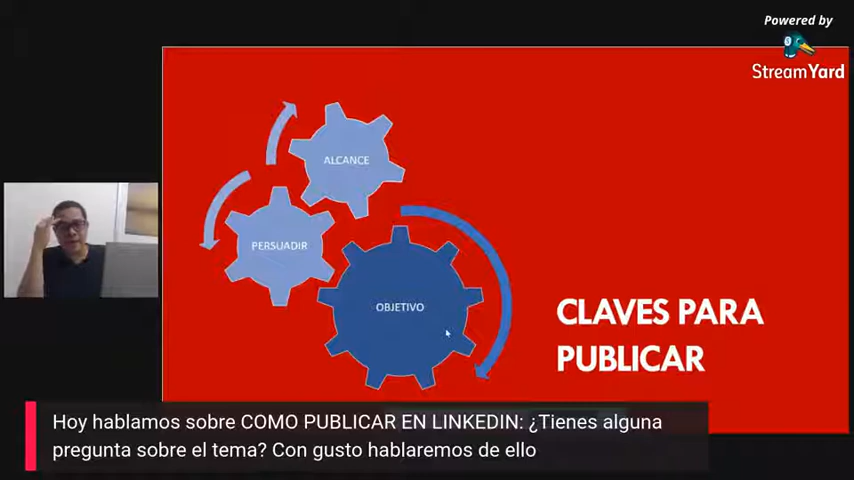 Powered by
StreamYard
ALCANCE
PERSUADIR
OBJETIVO
CLAVES PARA
PUBLICAR
Hoy hablamos sobre COMO PUBLICAR EN LINKEDIN: ¿Tienes alguna
pregunta sobre el tema? Con gusto hablaremos de ello